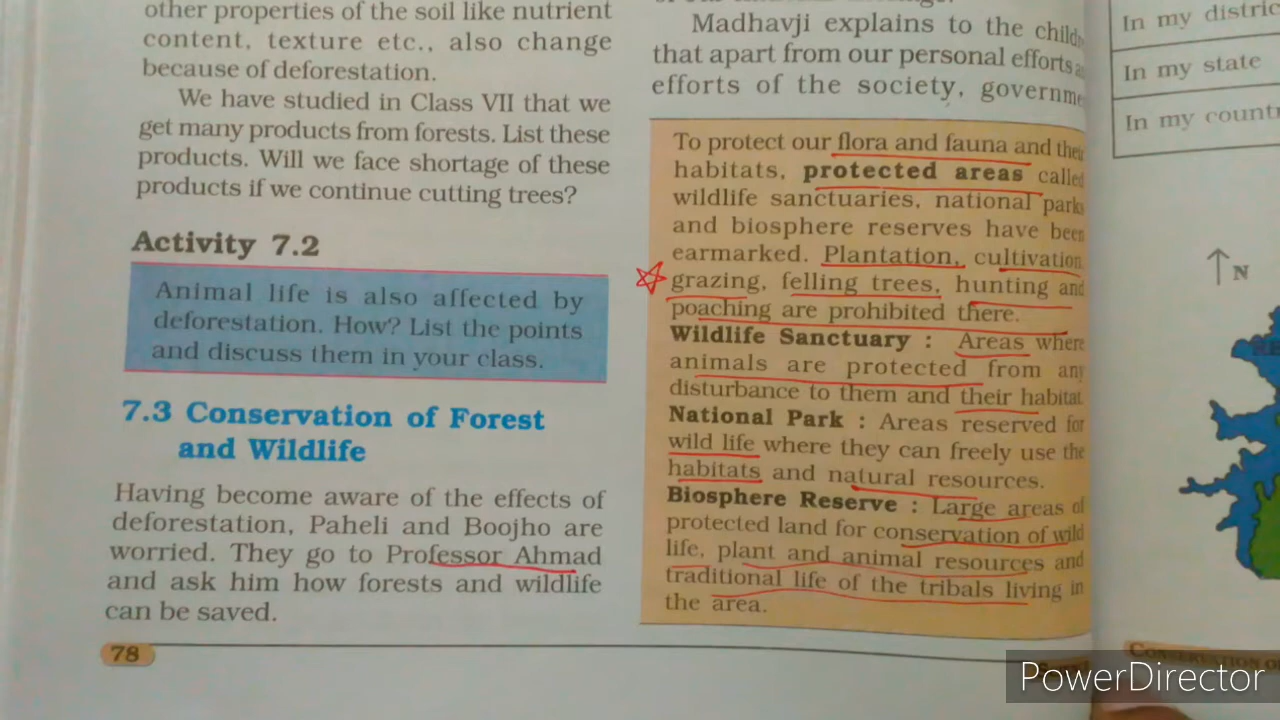 other properties of the soil like nutrient
content, texture etc., also change
because of deforestation.
We have studied in Class VII that we
get many products from forests. List these
products. Will we face shortage of these
products if we continue cutting trees?
Activity 7.2
Animal life is also affected by
deforestation. How? List the points
and discuss them in your class.
7.3 Conservation of Forest
and Wildlife
Having become aware of the effects of
deforestation, Paheli and Boojho are
worried. They go to Professor Ahmad
and ask him how forests and wildlife
can be saved.
78
Madhavji explains to the
that apart from our personal efforts
efforts of the society,
To protect our flora and fauna and their
habitats, protected areas called
wildlife sanctuaries, national parks
and biosphere reserves have been
earmarked. Plantation, cultivation,
grazing, felling trees, hunting and
poaching are prohibited there.
Wildlife Sanctuary : Areas where
animals are protected from any
disturbance to them and their habitat.
National Park : Areas reserved for
wild life where they can freely use the
habitats and natural resources.
Biosphere Reserve : Large areas of
protected land for conservation of wild
life, plant and animal resources and
traditional life of the tribals living in
the area.
In my
In my state
In my
N
PowerDirector